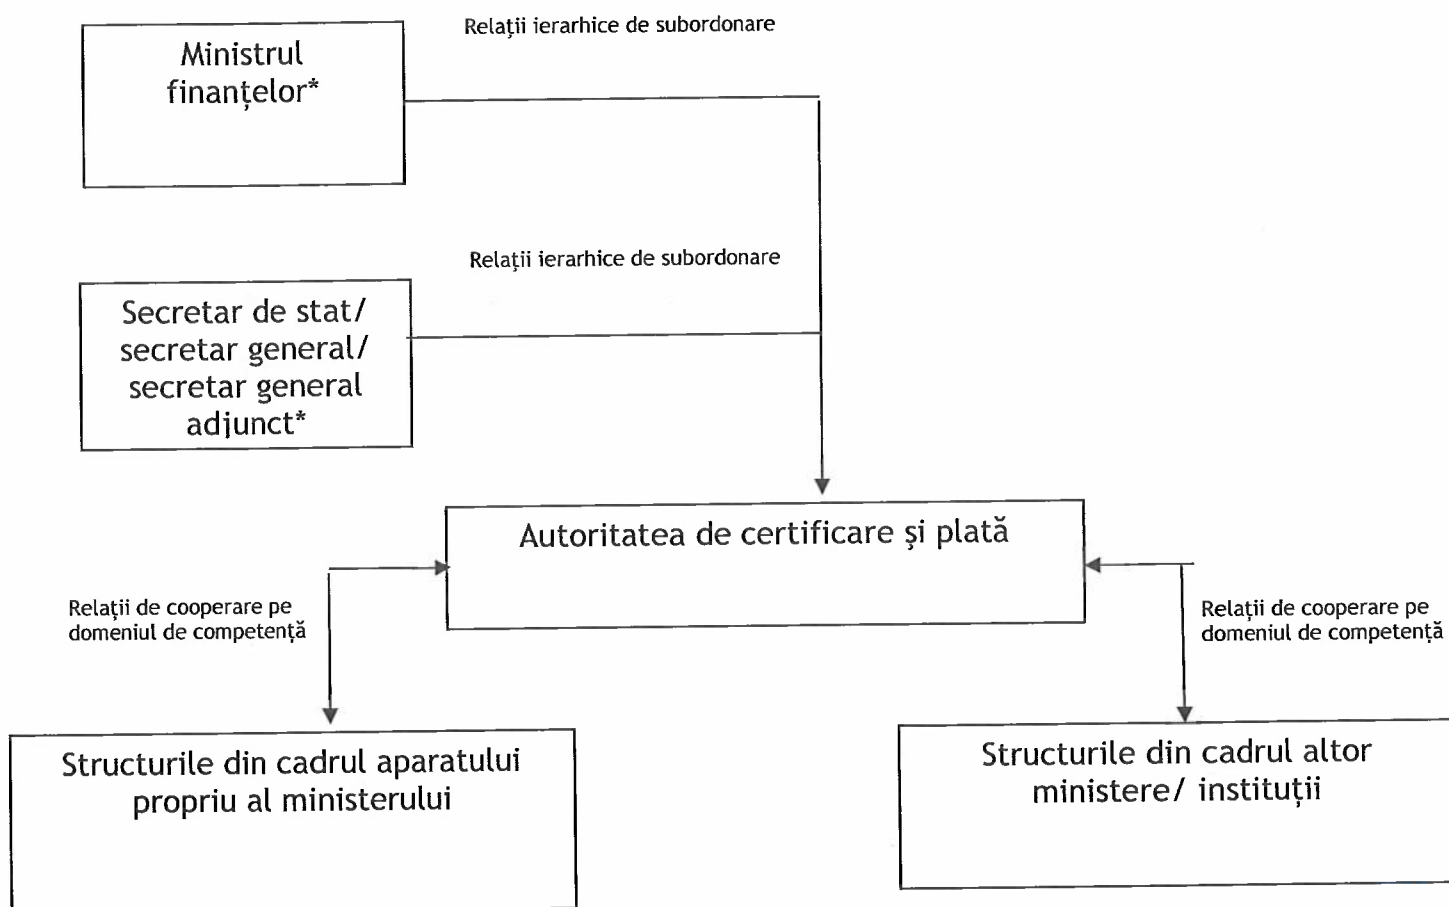 Relații ierarhice de subordonare
Ministrul
finanțelor*
Relații ierarhice de subordonare
Secretar de stat/
secretar general/
secretar general
adjunct*
Autoritatea de certificare și plată
Relații de cooperare pe
domeniul de competență
Relații de cooperare pe
domeniul de competență
Structurile din cadrul aparatului
propriu al ministerului
Structurile din cadrul altor
ministere/ instituții